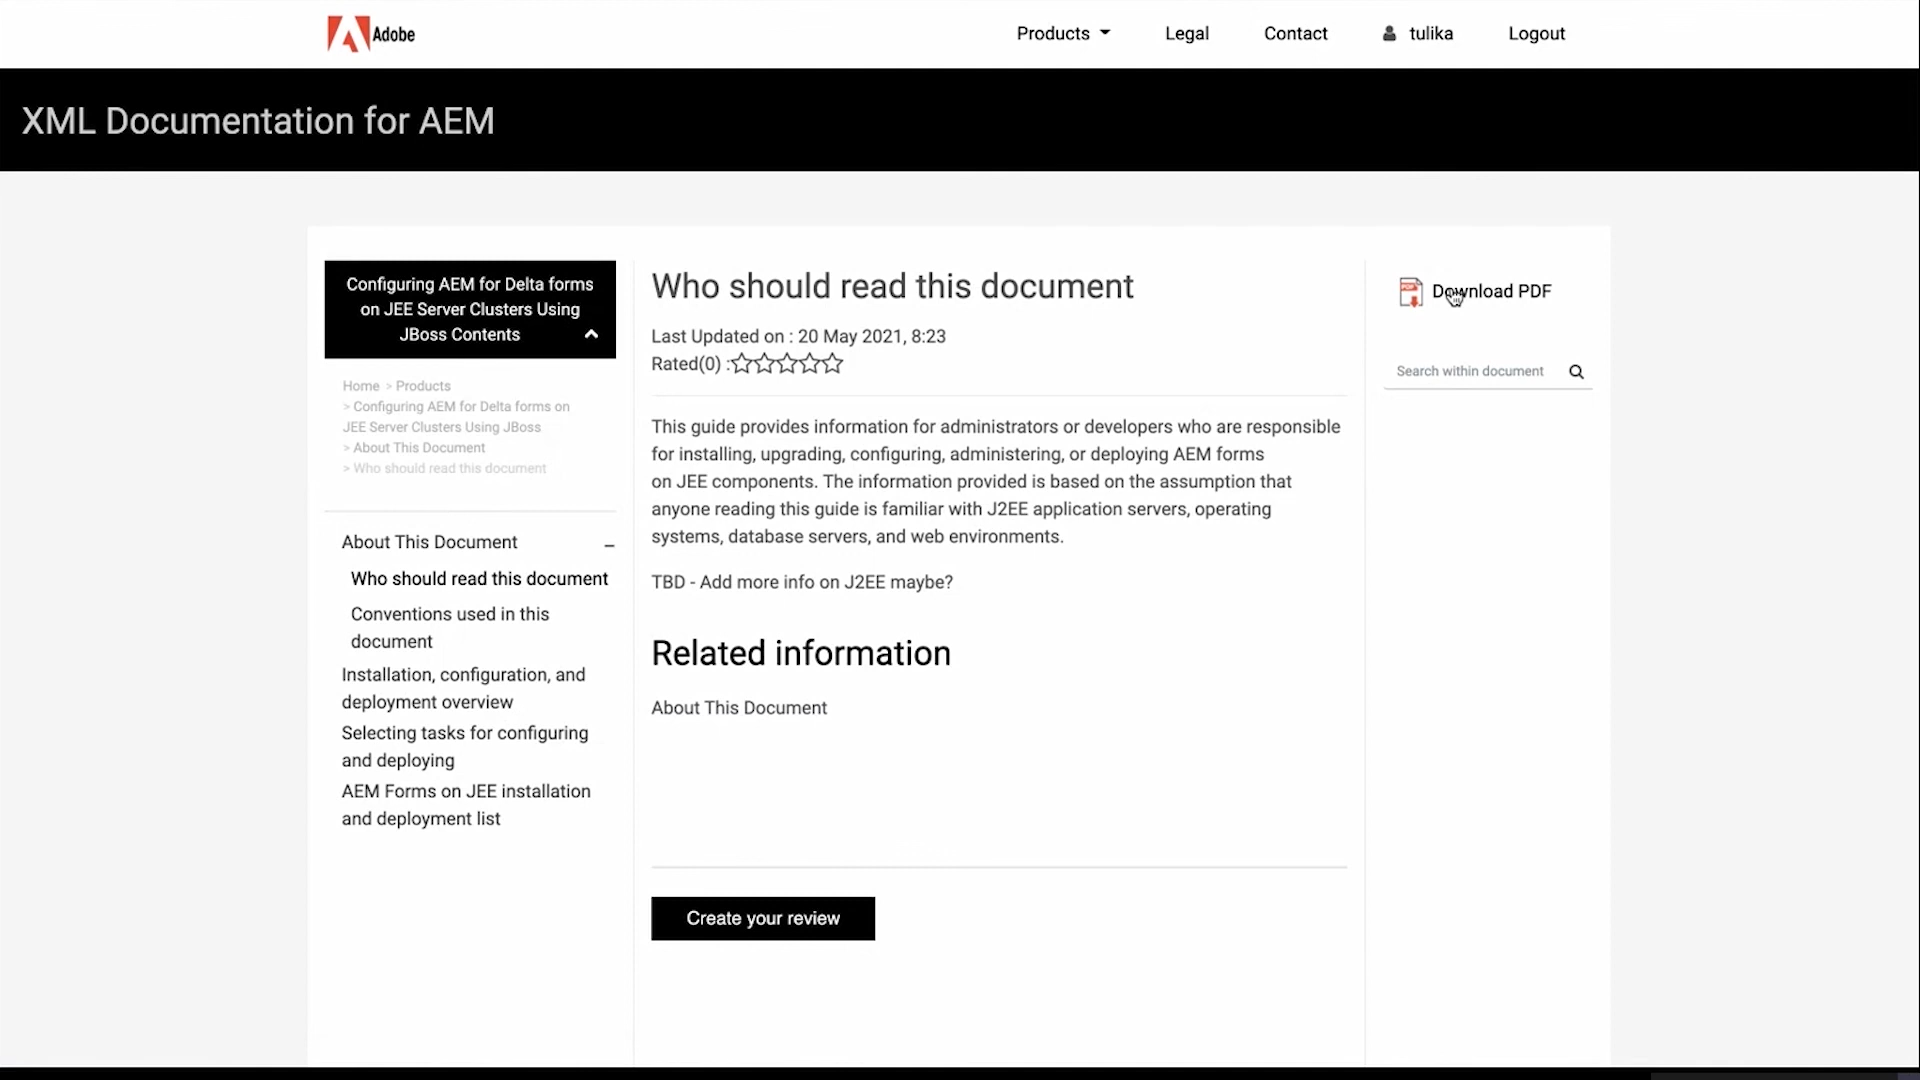 Adobe
Products
Legal
Contact
tulika
Logout
XML Documentation for AEM
Configuring AEM for Delta forms
on JEE Server Clusters Using
JBoss Contents
Home > Products
> Configuring AEM for Delta forms on
JEE Server Clusters Using JBoss
> About This Document
> Who should read this document
About This Document
Who should read this document
Conventions used in this
document
Installation, configuration, and
deployment overview
Selecting tasks for configuring
and deploying
AEM Forms on JEE installation
and deployment list
Who should read this document
Last Updated on : 20 May 2021, 8:23
Rated(0) :
This guide provides information for administrators or developers who are responsible
for installing, upgrading, configuring, administering, or deploying AEM forms
on JEE components. The information provided is based on the assumption that
anyone reading this guide is familiar with J2EE application servers, operating
systems, database servers, and web environments.
TBD - Add more info on J2EE maybe?
Related information
About This Document
Create your review
Download PDF
Search within document